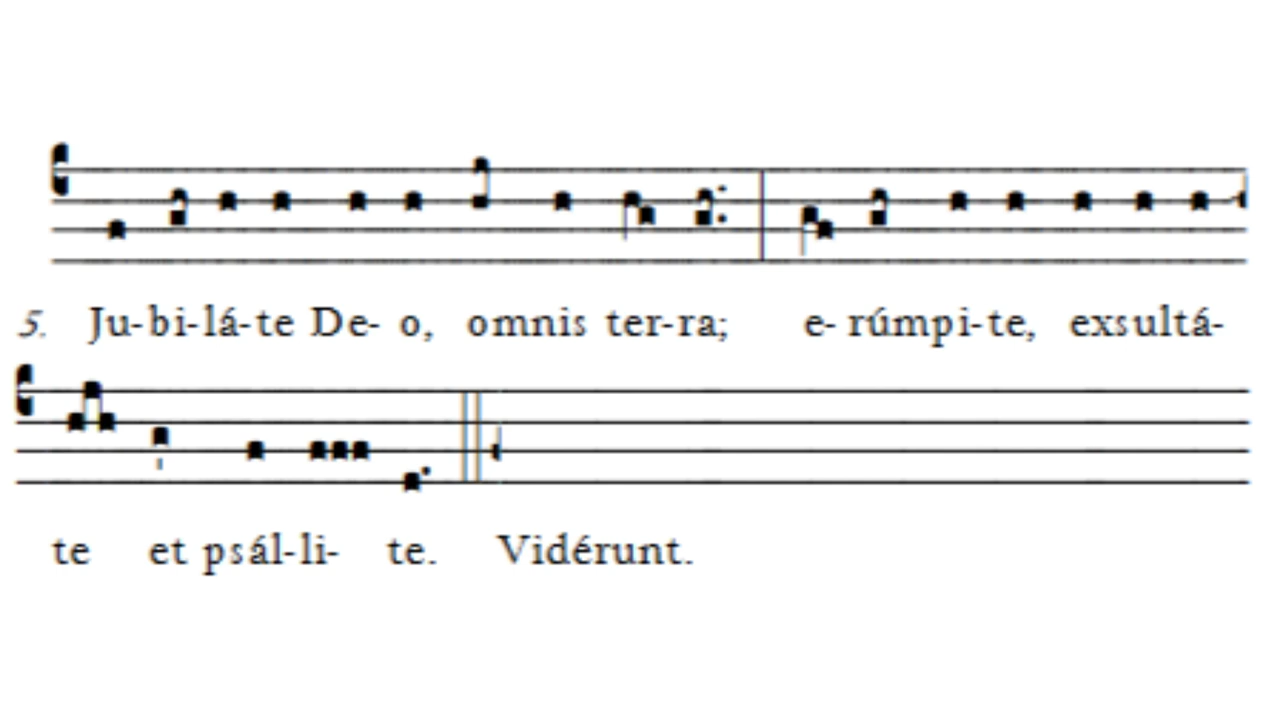 5. Ju-bi-lá-te De- o, omnis ter-ra; e- rúmpi-te, exsultá-
te et psál-li- te. Vidérunt.